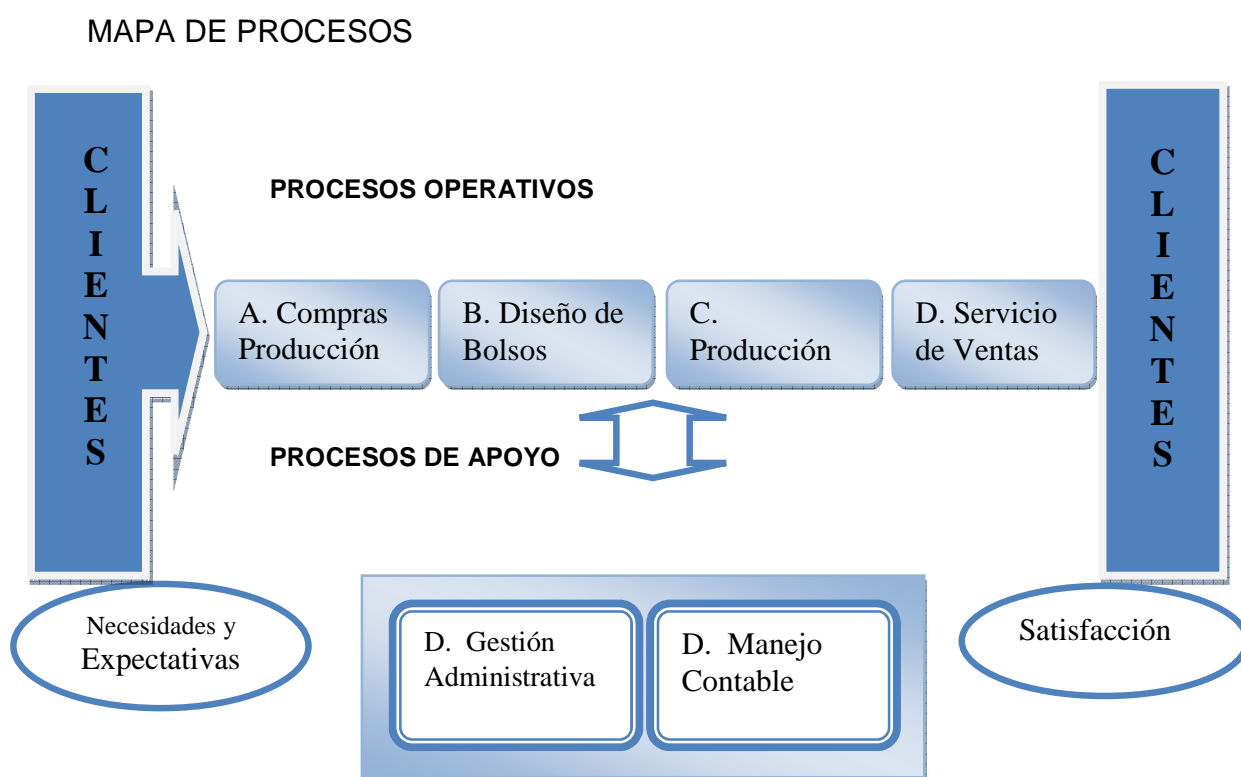 MAPA DE PROCESOS
C
L
I
E
N
T
E
S
PROCESOS OPERATIVOS
A. Compras
Producción
B. Diseño de
Bolsos
C.
Producción
D. Servicio
de Ventas
C
L
I
E
N
T
E
S
PROCESOS DE APOYO
Necesidades y
Expectativas
D. Gestión
Administrativa
D. Manejo
Contable
Satisfacción